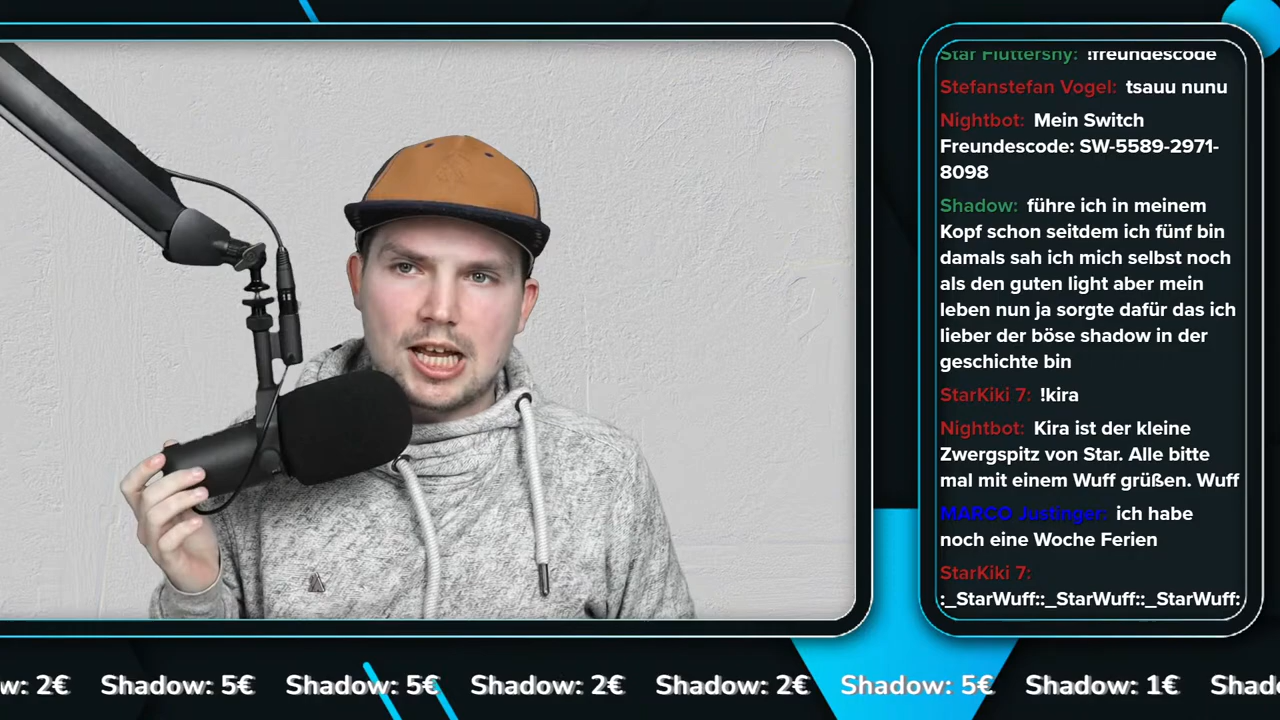 Star Fluttershy: !freundescode
Stefanstefan Vogel: tsauu nunu
Nightbot: Mein Switch
Freundescode: SW-5589-2971-
8098
Shadow: führe ich in meinem
Kopf schon seitdem ich fünf bin
damals sah ich mich selbst noch
als den guten light aber mein
leben nun ja sorgte dafür das ich
lieber der böse shadow in der
geschichte bin
StarKiki 7: !kira
Nightbot: Kira ist der kleine
Zwergspitz von Star. Alle bitte
mal mit einem Wuff grüßen. Wuff
MARCO Justinger: ich habe
noch eine Woche Ferien
StarKiki 7:
:_StarWuff::_StarWuff::_StarWuff:
w: 2€ Shadow: 5€ Shadow: 5€ Shadow: 2€ Shadow: 2€ Shadow: 5€ Shadow: 1€ Shad